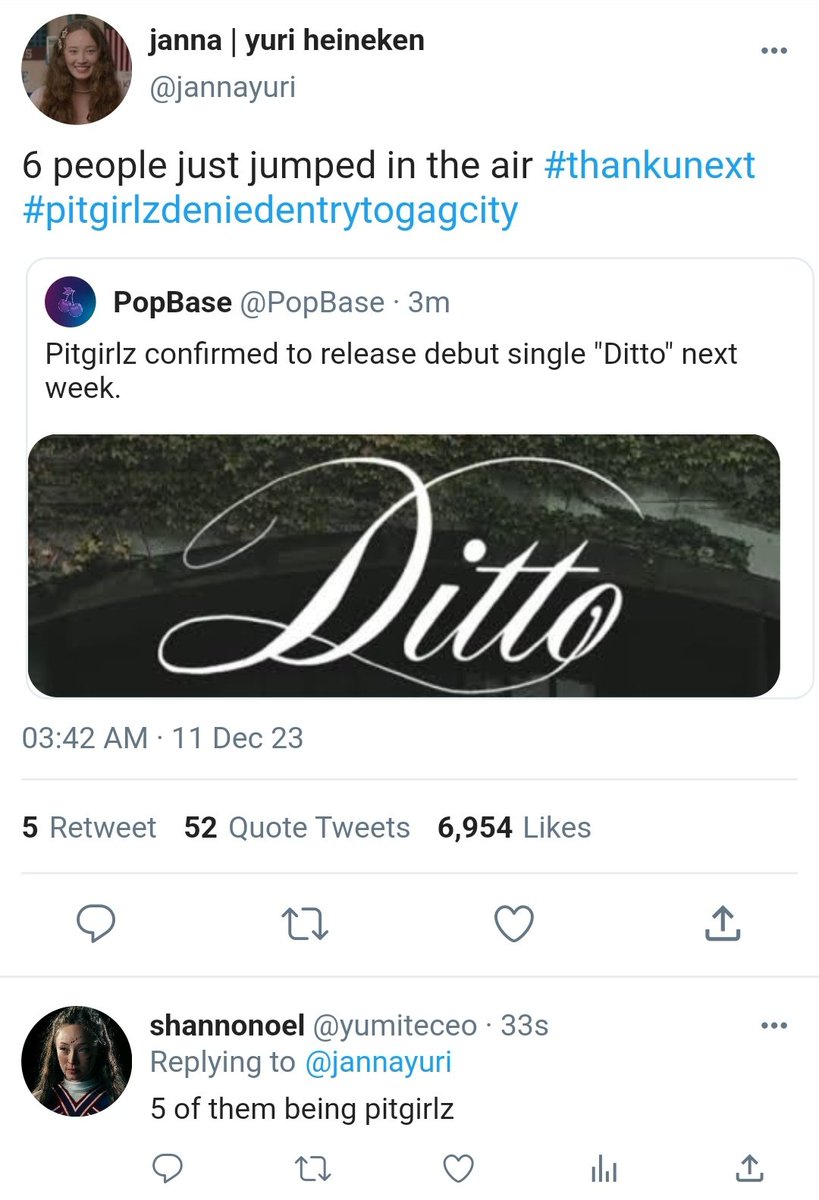 janna | yuri heineken
@jannayuri
6 people just jumped in the air #thankunext
#pitgirlzdeniedentrytogagcity
PopBase @PopBase · 3m
Pitgirlz confirmed to release debut single "Ditto" next
week.
Ditto
03:42 AM · 11 Dec 23
5 Retweet 52 Quote Tweets 6,954 Likes
shannonoel @yumiteceo · 33s
Replying to @jannayuri
5 of them being pitgirlz